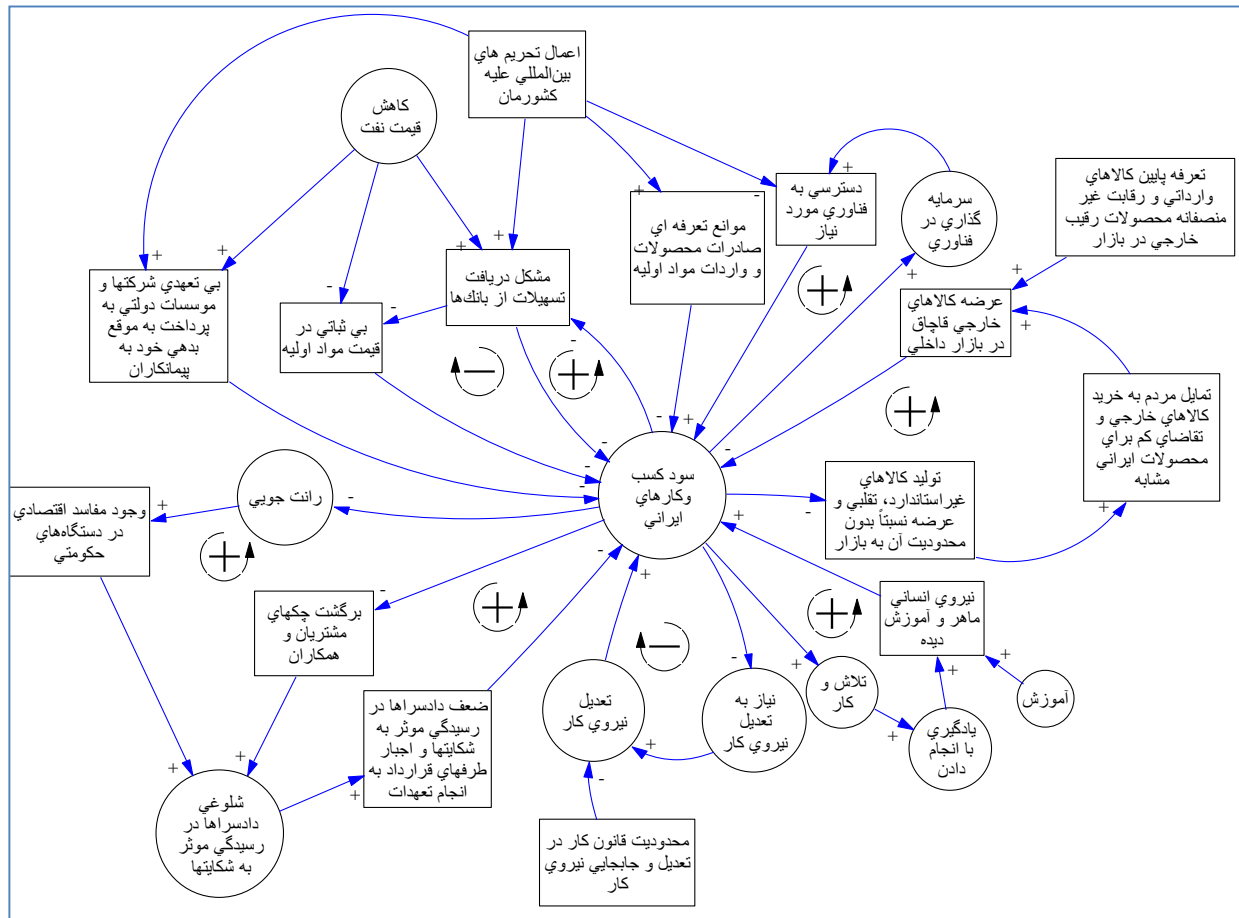 اعمال تحريم هاي
بين‌المللي عليه
كشورمان
كاهش
قيمت نفت
دسترسي به
فناوري مورد
نياز
سرمايه
گذاري در
فناوري
تعرفه پايين كالاهاي
وارداتي و رقابت غير
منصفانه محصولات رقيب
خارجي در بازار
موانع تعرفه اي
صادرات محصولات
و واردات مواد اوليه
مشكل دريافت
تسهيلات از بانك‌ها
بي ثباتي در
قيمت مواد اوليه
بي تعهدي شركتها و
موسسات دولتي به
پرداخت به موقع
بدهي خود به
پيمانكاران
عرضه كالاهاي
خارجي قاچاق
در بازار داخلي
تمايل مردم به خريد
كالاهاي خارجي و
تقاضاي كم براي
محصولات ايراني
مشابه
سود كسب
وكارهاي
ايراني
توليد كالاهاي
غيراستاندارد، تقلبي و
عرضه نسبتاً بدون
محدوديت آن به بازار
رانت جويي
وجود مفاسد اقتصادي
در دستگاه‌هاي
حكومتي
برگشت چكهاي
مشتريان و
همكاران
نيروي انساني
ماهر و آموزش
ديده
آموزش
تلاش و
كار
يادگيري
با انجام
دادن
نياز به
تعديل
نيروي كار
تعديل
نيروي كار
ضعف دادسراها در
رسيدگي موثر به
شكايتها و اجبار
طرفهاي قرارداد به
انجام تعهدات
شلوغي
دادسراها در
رسيدگي موثر
به شكايتها
محدوديت قانون كار در
تعديل و جابجايي نيروي
كار